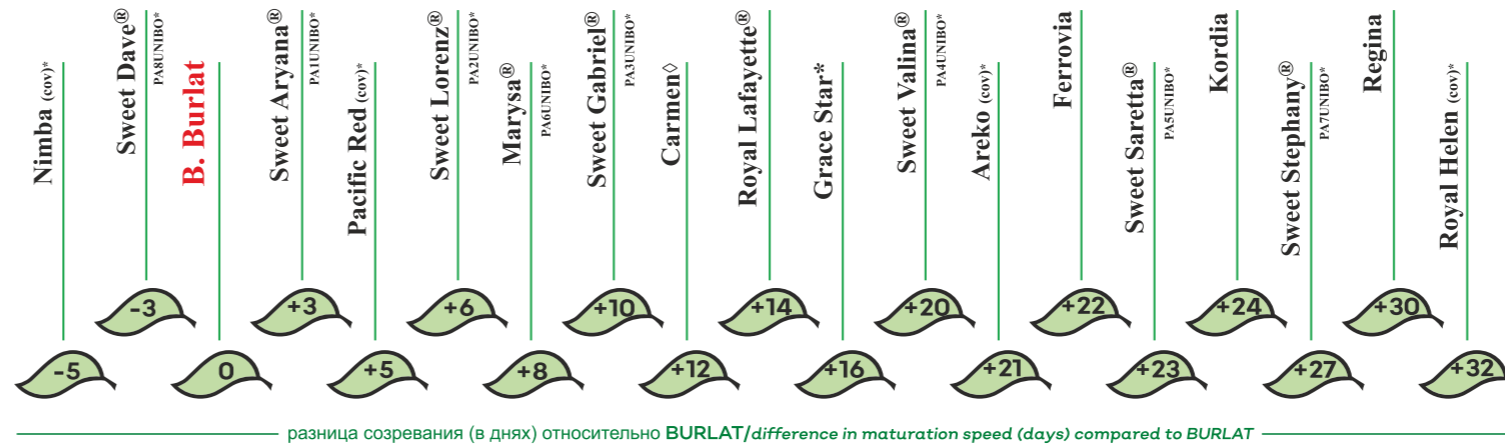 Nimba (cov)*
-5
Sweet Dave®
PA8UNIBO*
-3
B. Burlat
0
Sweet Aryana®
PA1UNIBO*
+3
Pacific Red (cov)*
+5
Sweet Lorenz®
PA2UNIBO*
+6
Marysa®
PA6UNIBO*
+8
Sweet Gabriel®
PA3UNIBO*
+10
Carmen◊
+12
Royal Lafayette®
+14
Grace Star*
+16
Sweet Valina®
PA4UNIBO*
+20
Areko (cov)*
+21
Ferrovia
+22
Sweet Saretta®
PA5UNIBO*
+23
Kordia
+24
Sweet Stephany®
PA7UNIBO*
+27
Regina
+30
Royal Helen (cov)*
+32
разница созревания (в днях) относительно BURLAT/difference in maturation speed (days) compared to BURLAT